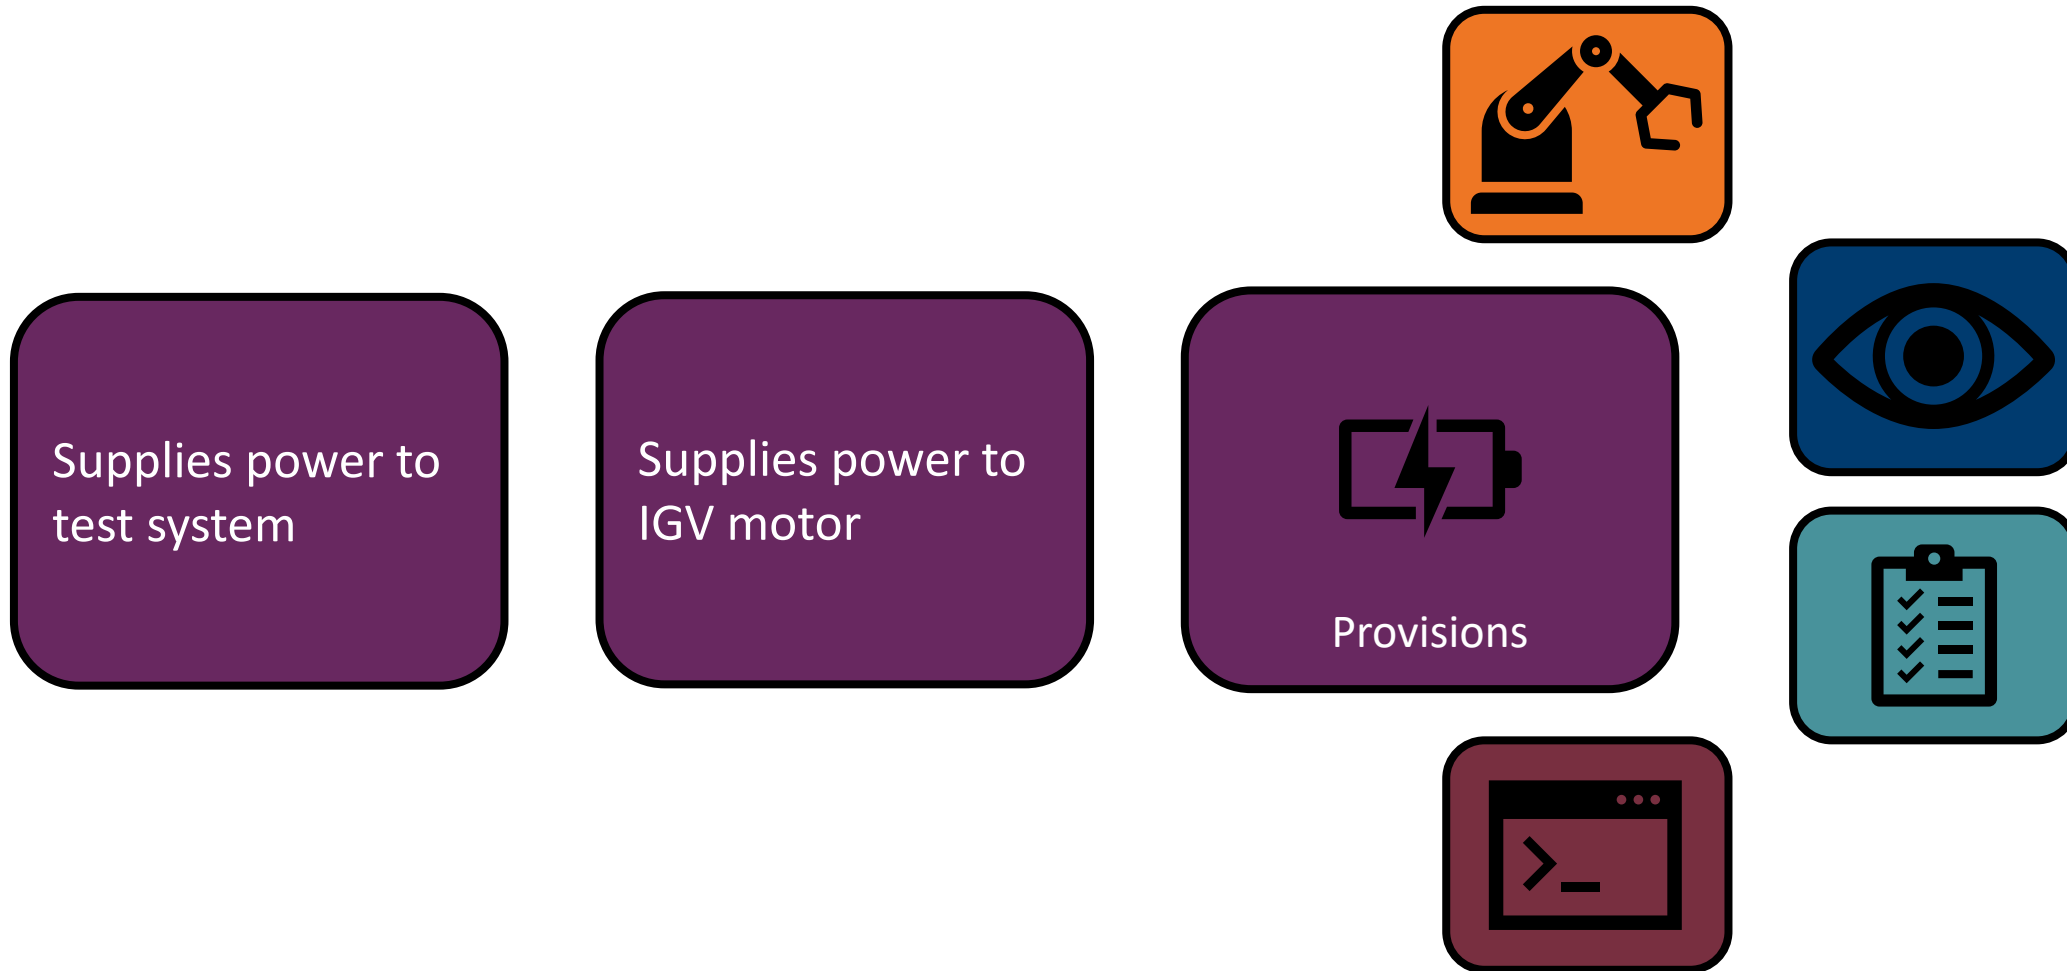 Supplies power to
test system
Supplies power to
IGV motor
Provisions